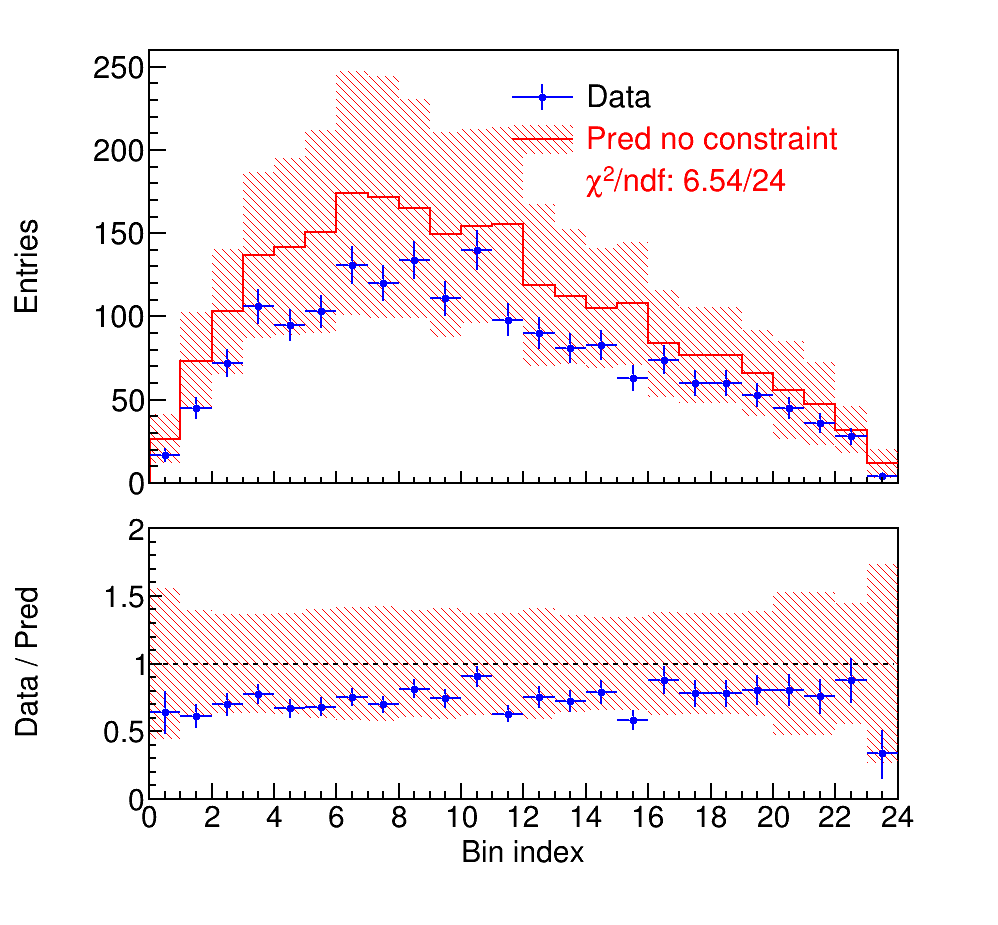 250
200
150
100
50
0
Entries
Data
Pred no constraint
χ²/ndf: 6.54/24
2
1.5
1
0.5
0
Data / Pred
0 2 4 6 8 10 12 14 16 18 20 22 24
Bin index